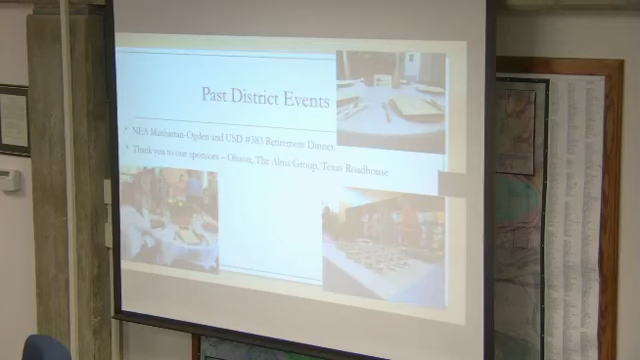 Past District Events
NEA Manhattan-Ogden and USD #383 Retirement Dinner
Thank you to our sponsors – The Alms Group, Texas Roadhouse